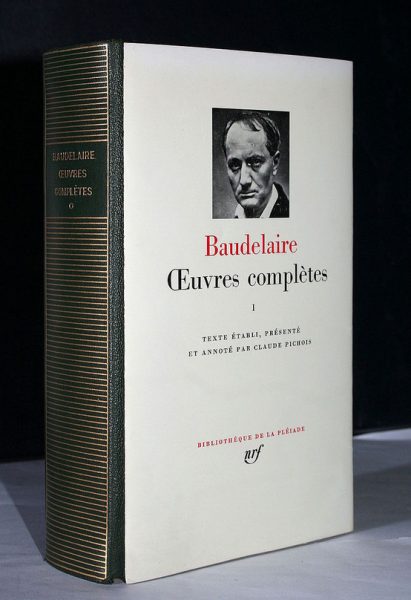 BAUDELAIRE
ŒUVRES
COMPLÈTES
Baudelaire
Œuvres complètes
I
TEXTE ÉTABLI, PRÉSENTÉ
ET ANNOTÉ PAR CLAUDE PICHOIS
BIBLIOTHÈQUE DE LA PLÉIADE
nrf